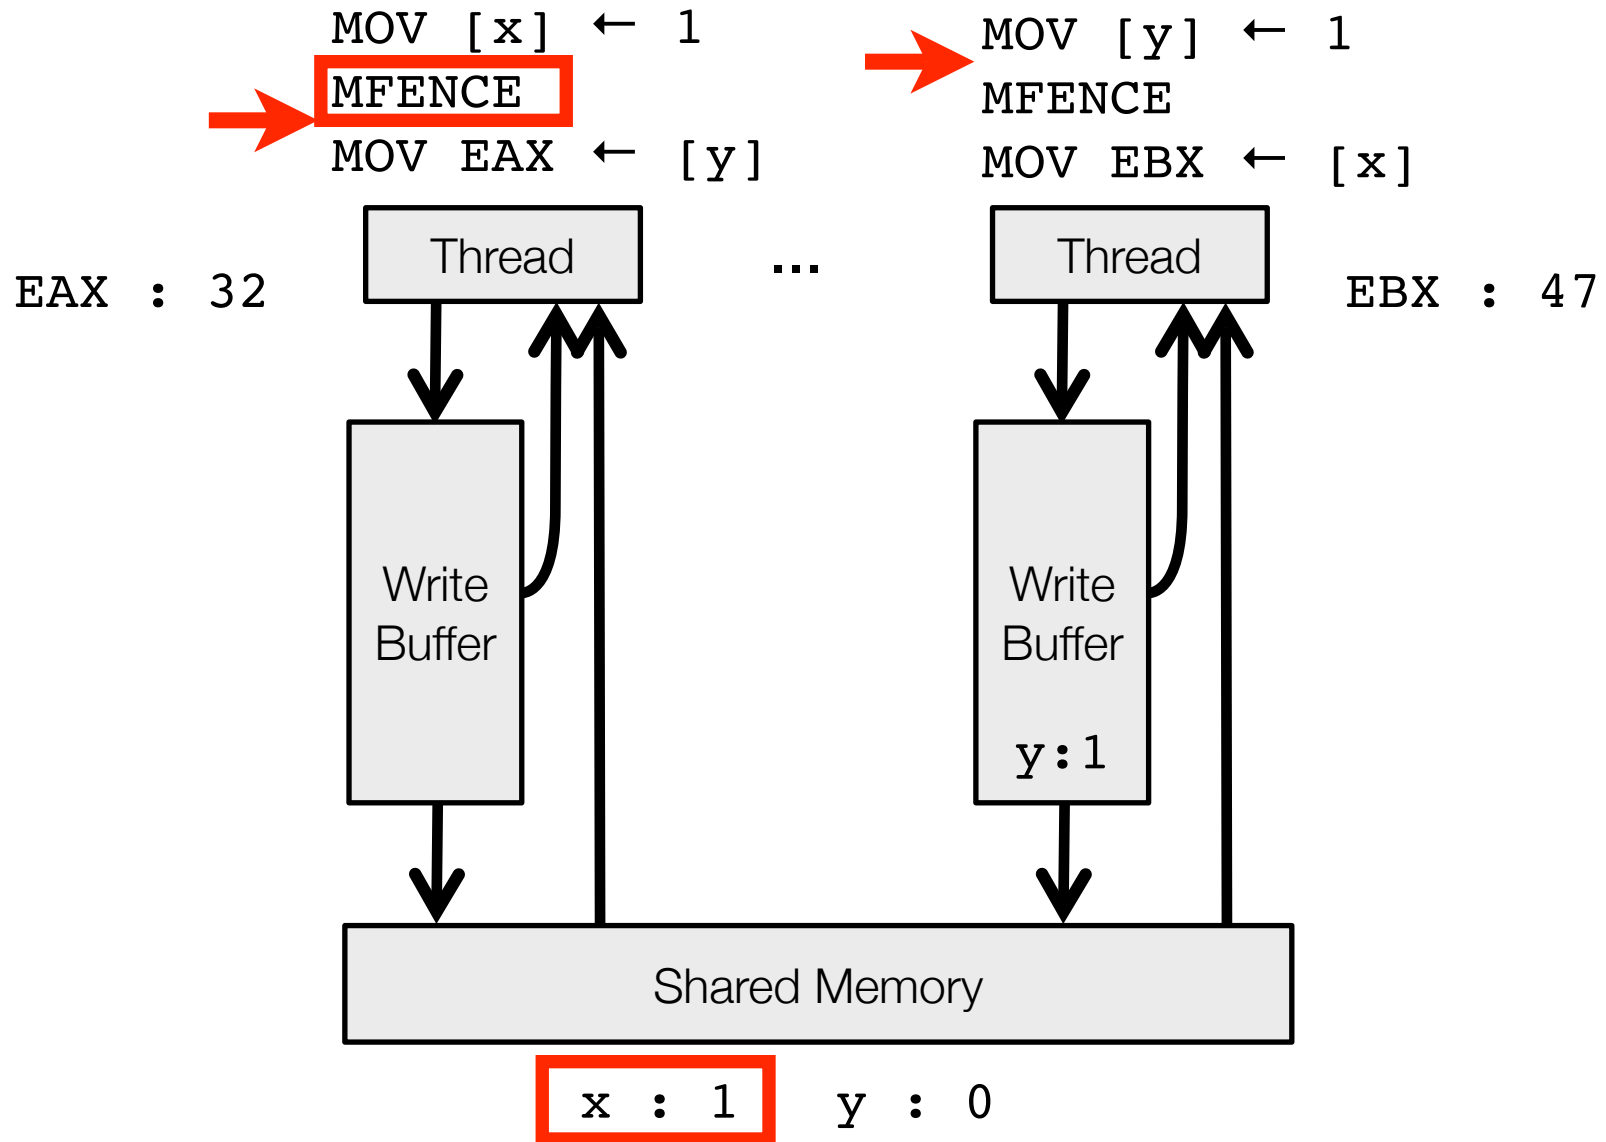 MOV [x] ← 1
MFENCE
MOV EAX ← [y]
MOV [y] ← 1
MFENCE
MOV EBX ← [x]
EAX : 32
Thread
...
Thread
EBX : 47
Write
Buffer
Write
Buffer
y:1
Shared Memory
x : 1 y : 0